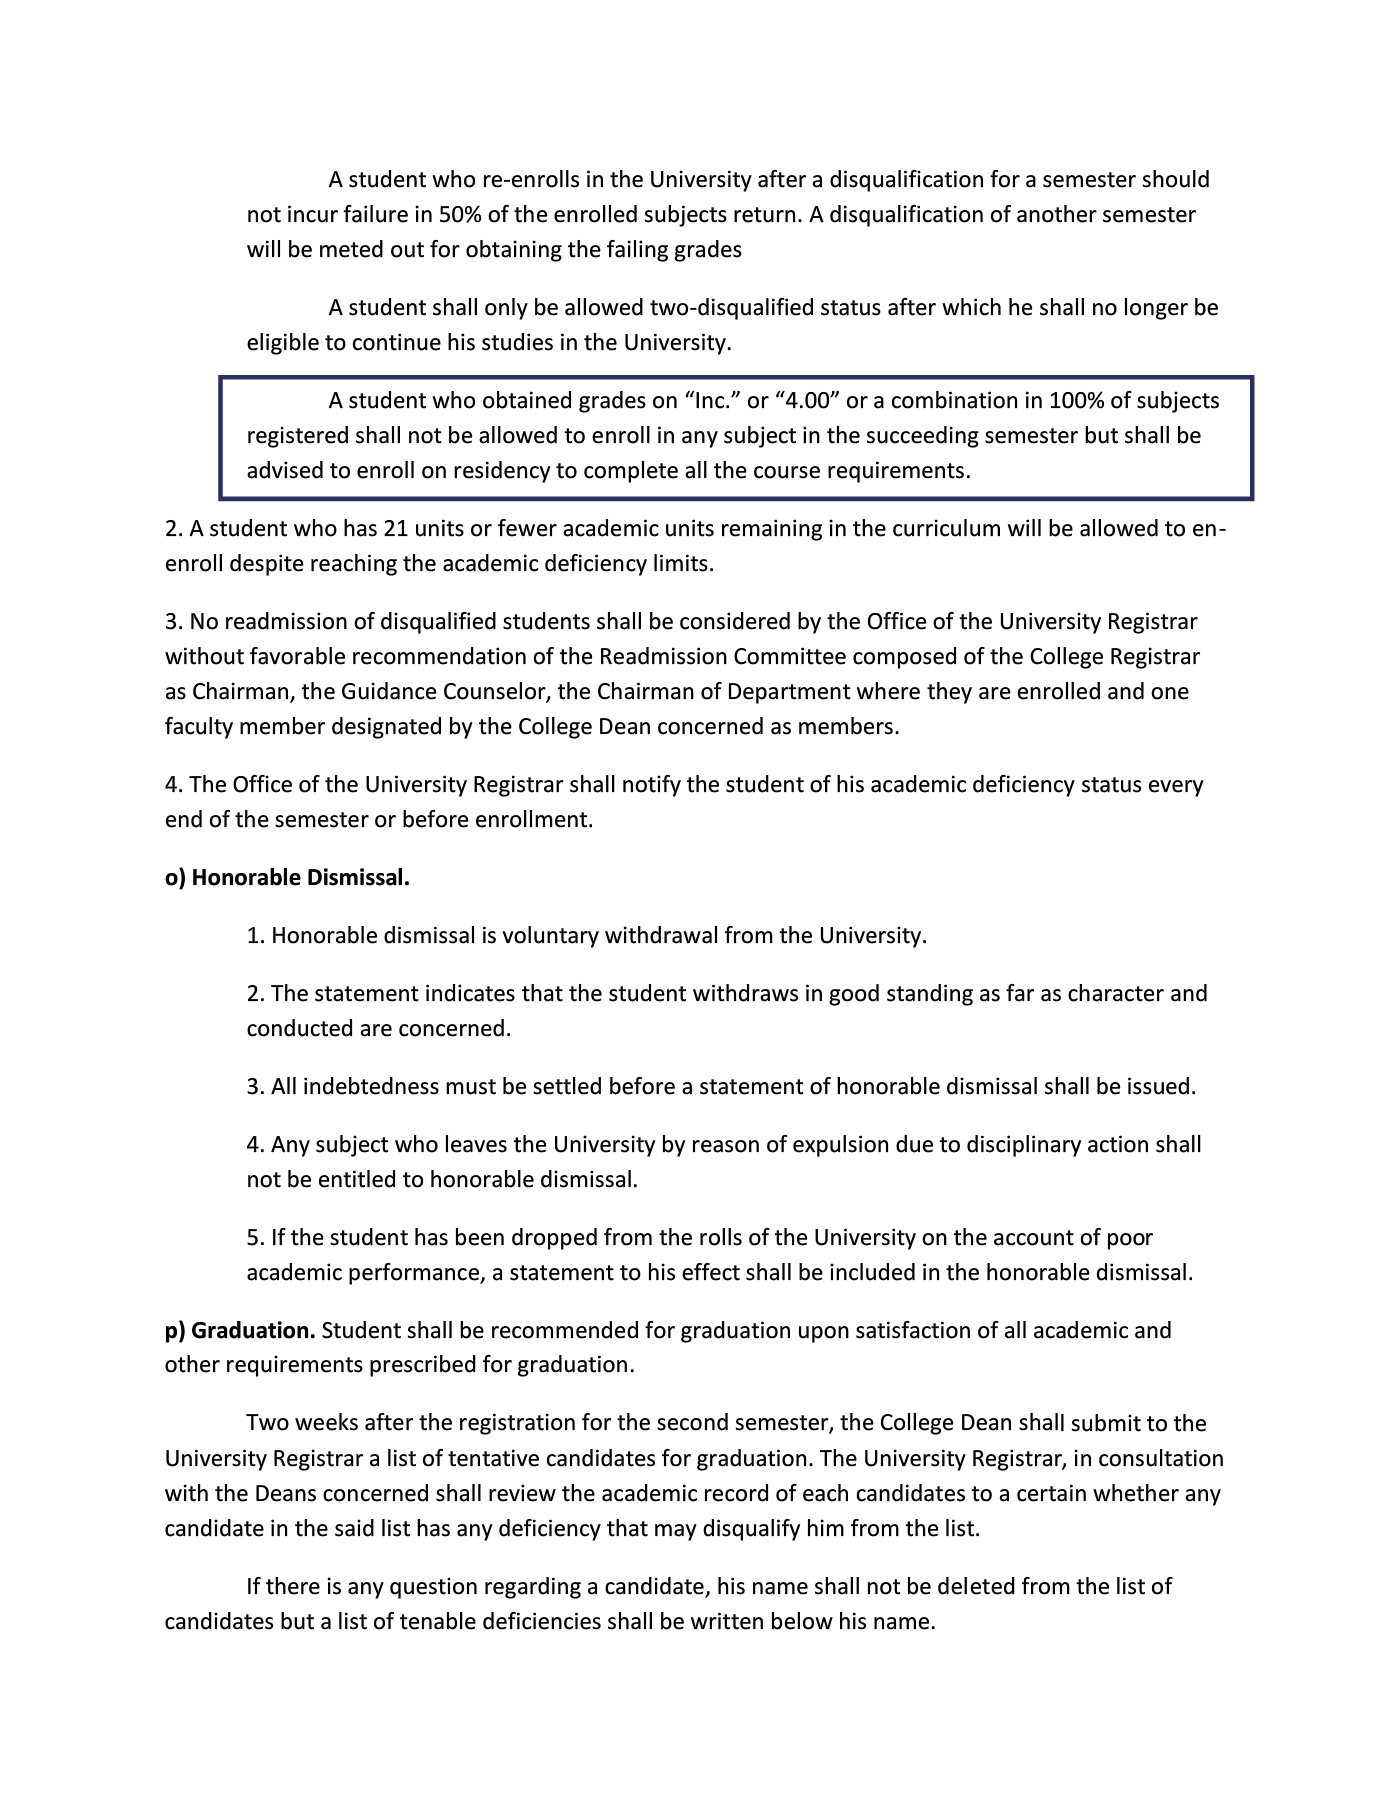 A student who re-enrolls in the University after a disqualification for a semester should
not incur failure in 50% of the enrolled subjects return. A disqualification of another semester
will be meted out for obtaining the failing grades
A student shall only be allowed two-disqualified status after which he shall no longer be
eligible to continue his studies in the University.
A student who obtained grades on “Inc.” or “4.00” or a combination in 100% of subjects
registered shall not be allowed to enroll in any subject in the succeeding semester but shall be
advised to enroll on residency to complete all the course requirements.
2. A student who has 21 units or fewer academic units remaining in the curriculum will be allowed to en-
enroll despite reaching the academic deficiency limits.
3. No readmission of disqualified students shall be considered by the Office of the University Registrar
without favorable recommendation of the Readmission Committee composed of the College Registrar
as Chairman, the Guidance Counselor, the Chairman of Department where they are enrolled and one
faculty member designated by the College Dean concerned as members.
4. The Office of the University Registrar shall notify the student of his academic deficiency status every
end of the semester or before enrollment.
o) Honorable Dismissal.
1. Honorable dismissal is voluntary withdrawal from the University.
2. The statement indicates that the student withdraws in good standing as far as character and
conducted are concerned.
3. All indebtedness must be settled before a statement of honorable dismissal shall be issued.
4. Any subject who leaves the University by reason of expulsion due to disciplinary action shall
not be entitled to honorable dismissal.
5. If the student has been dropped from the rolls of the University on the account of poor
academic performance, a statement to his effect shall be included in the honorable dismissal.
p) Graduation. Student shall be recommended for graduation upon satisfaction of all academic and
other requirements prescribed for graduation.
Two weeks after the registration for the second semester, the College Dean shall submit to the
University Registrar a list of tentative candidates for graduation. The University Registrar, in consultation
with the Deans concerned shall review the academic record of each candidates to a certain whether any
candidate in the said list has any deficiency that may disqualify him from the list.
If there is any question regarding a candidate, his name shall not be deleted from the list of
candidates but a list of tenable deficiencies shall be written below his name.